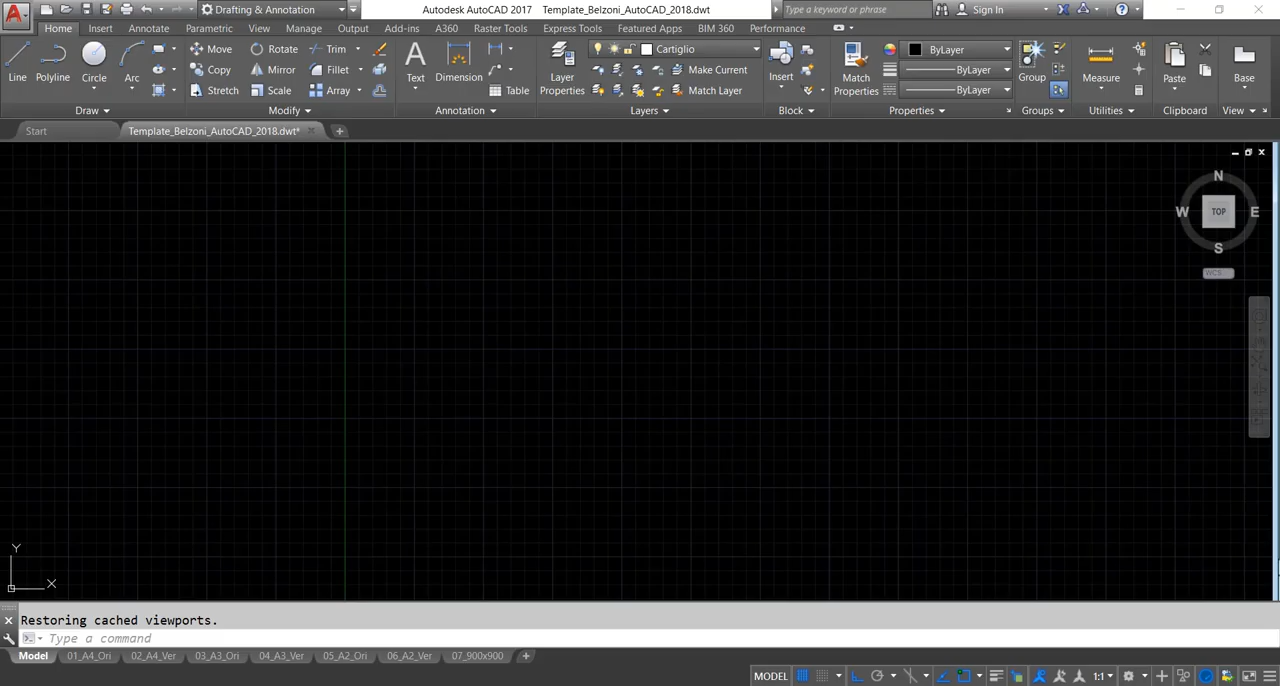 Drafting & Annotation Autodesk AutoCAD 2017 Template_Belzoni_AutoCAD_2018.dwt Type a keyword or phrase Sign In
Home Insert Annotate Parametric View Manage Output Add-ins A360 Raster Tools Express Tools Featured Apps BIM 360 Performance
Line Polyline Circle Arc
Move Rotate Trim
Copy Mirror Fillet
Stretch Scale Array
Text Dimension Table
Layer Properties
Cartiglio
Make Current
Match Layer
Insert
Match Properties
ByLayer
ByLayer
ByLayer
Group Measure Paste Base
Draw Modify Annotation Layers Block Properties Groups Utilities Clipboard View
Start Template_Belzoni_AutoCAD_2018.dwt*
N
W TOP E
S
WCS
Y
X
Restoring cached viewports.
Type a command
Model 01_A4_Ori 02_A4_Ver 03_A3_Ori 04_A3_Ver 05_A2_Ori 06_A2_Ver 07_900x900
MODEL 1:1